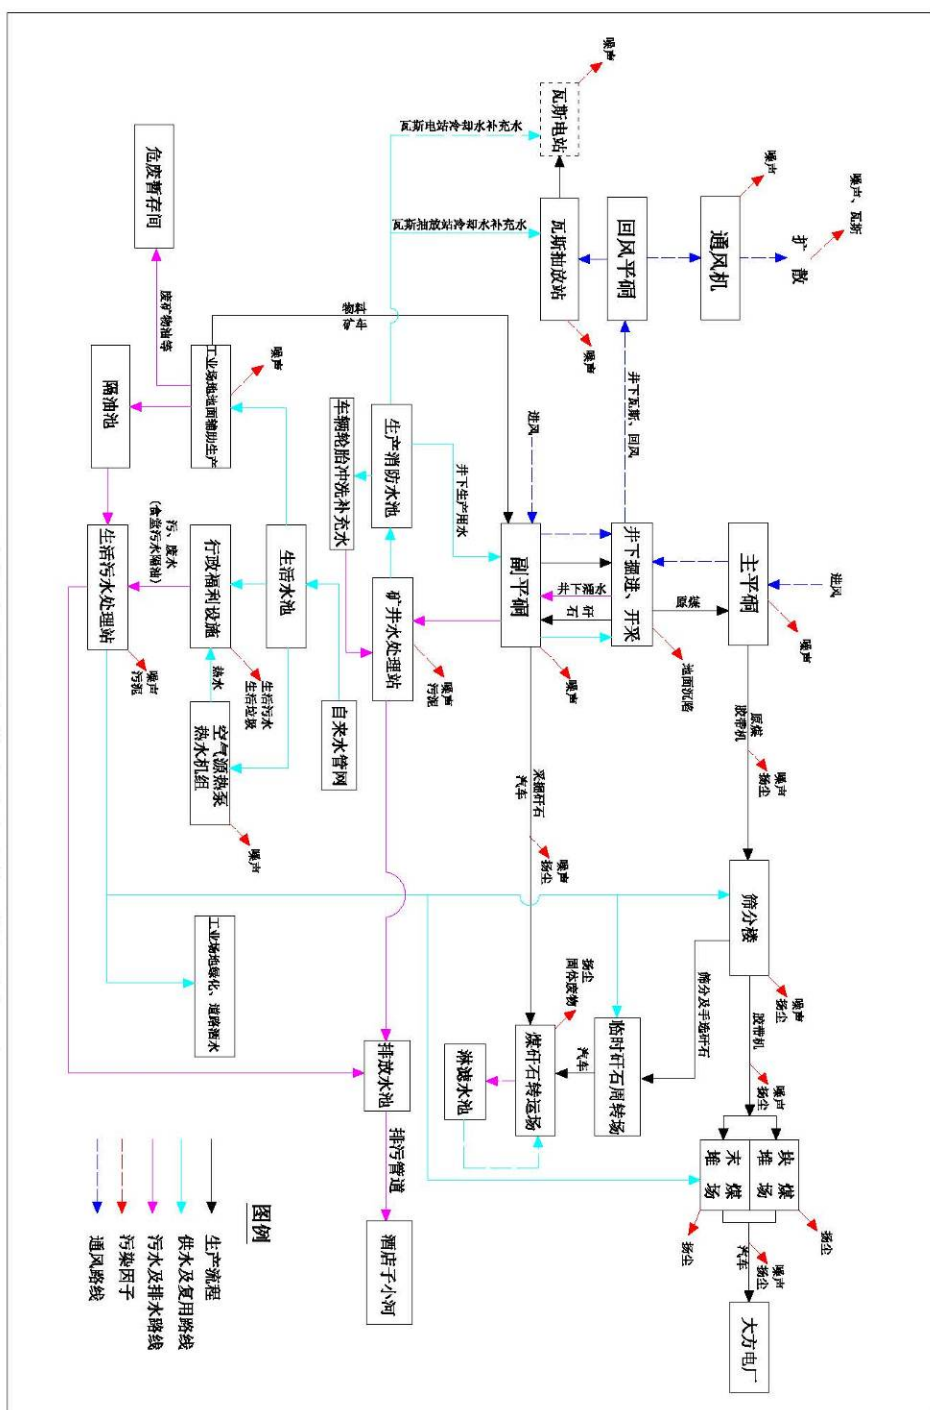 进风
噪声
主平硐
原煤
胶带机
噪声
扬尘
筛分楼
噪声
扬尘
胶带机
噪声
扬尘
块煤
堆场
末煤
堆场
扬尘
扬尘
噪声
扬尘
汽车
大方电厂
噪声、瓦斯
扩散
通风机
噪声
回风平硐
井下瓦斯、回风
井下掘进、开采
原煤
地面沉陷
筛分及手选矸石
临时矸石周转场
汽车
噪声
瓦斯电站
瓦斯抽放站
噪声
进风
副平硐
井下涌水
矸石
噪声
采掘矸石
汽车
噪声
扬尘
扬尘
固体废物
煤矸石转运场
淋滤水池
瓦斯电站冷却水补充水
瓦斯抽放站冷却水补充水
物料
矿车
井下生产用水
生产消防水池
车辆轮胎冲洗补充水
矿井水处理站
噪声
污泥
排放水池
排污管道
酒店子小河
自来水管网
生活水池
噪声
工业场地地面辅助生产
行政福利设施
生活污水
生活垃圾
热水
空气源热泵
热水机组
噪声
危废暂存间
废矿物油等
隔油池
污、废水
(食堂污水隔油)
生活污水处理站
噪声
污泥
工业场地绿化、道路洒水
图例
生产流程
供水及复用路线
污水及排水路线
污染因子
通风路线